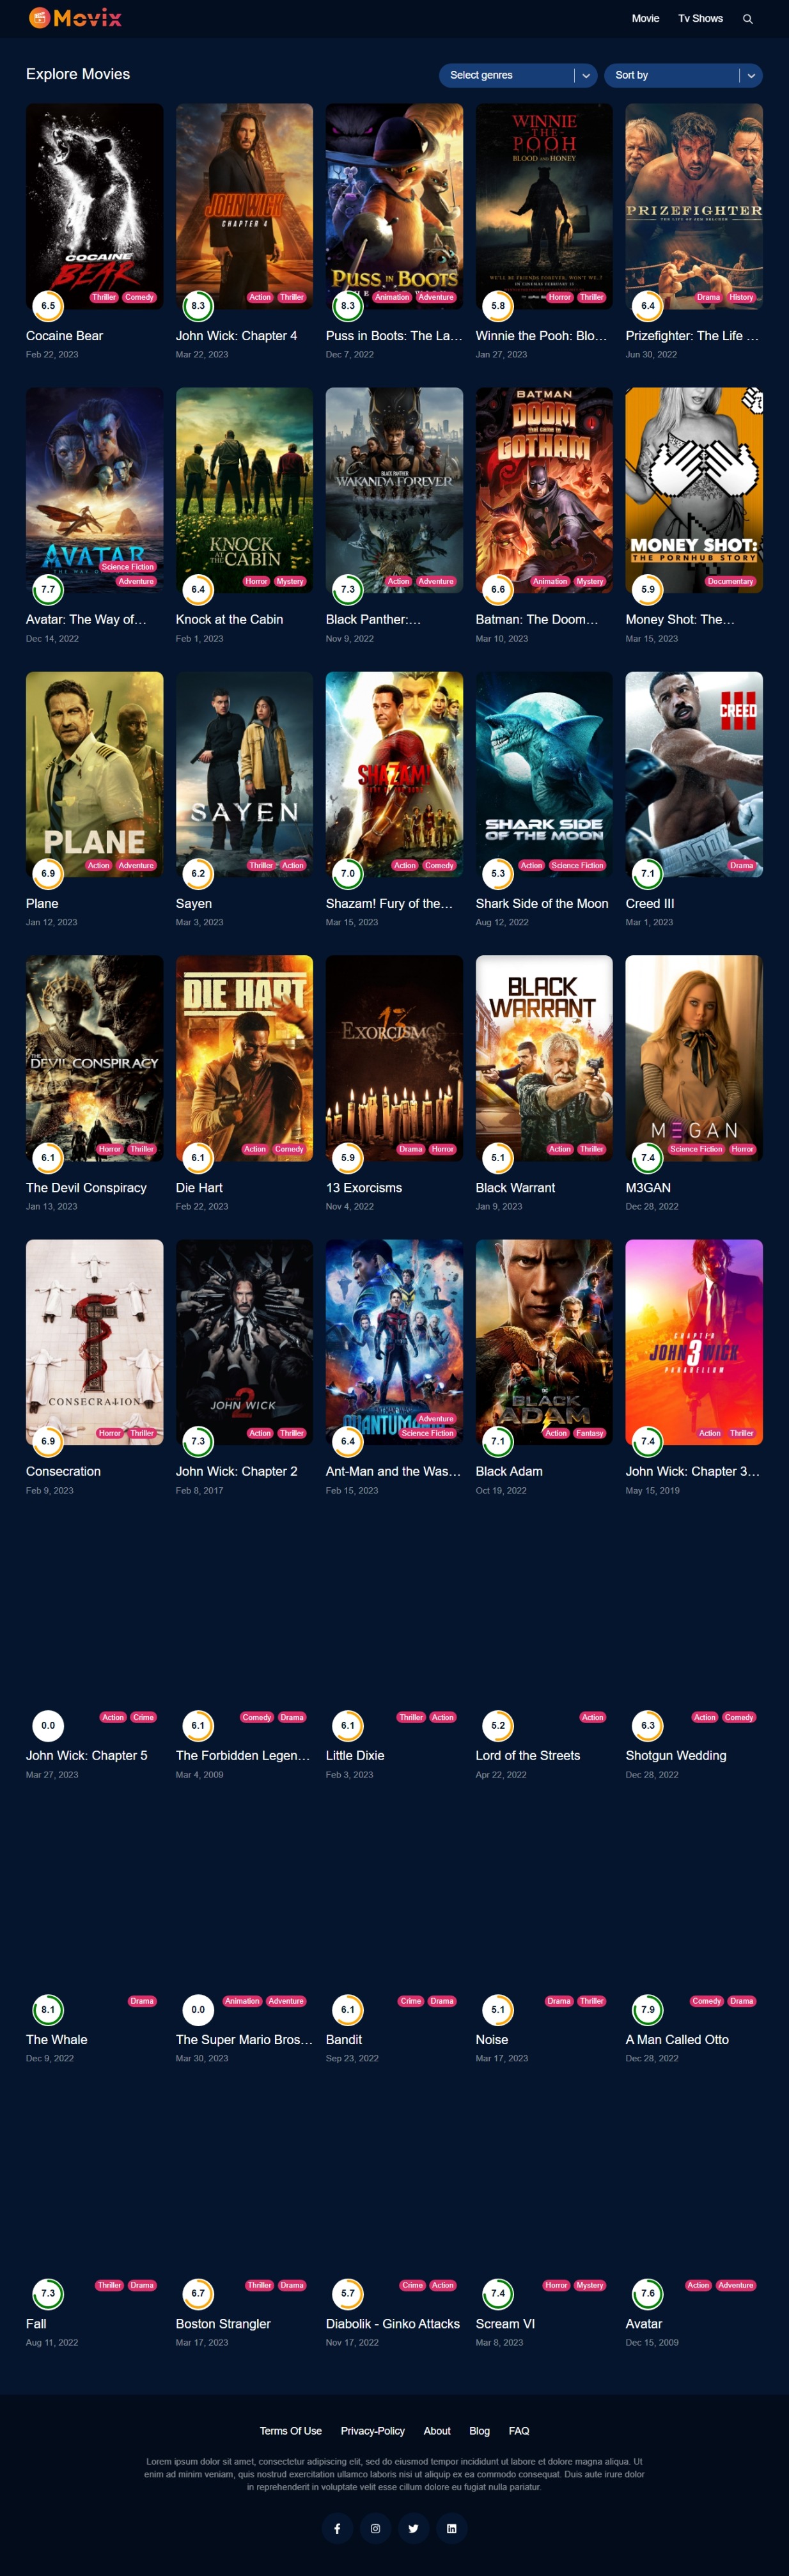 Movix
Movie Tv Shows
Explore Movies
Select genres
Sort by
COCAINE
BEAR
6.5 Thriller Comedy
Cocaine Bear
Feb 22, 2023
JOHN WICK
CHAPTER 4
8.3 Action Thriller
John Wick: Chapter 4
Mar 22, 2023
PUSS IN BOOTS
8.3 Animation Adventure
Puss in Boots: The La...
Dec 7, 2022
WINNIE
-THE-
POOH
BLOOD AND HONEY
WE'LL BE FRIENDS FOREVER, WON'T WE..?
IN CINEMAS FEBRUARY
5.8 Horror Thriller
Winnie the Pooh: Blo...
Jan 27, 2023
PRIZEFIGHTER
THE LIFE OF JEM BELCHER
6.4 Drama History
Prizefighter: The Life ...
Jun 30, 2022
AVATAR
THE WAY OF
Science Fiction
7.7 Adventure
Avatar: The Way of...
Dec 14, 2022
KNOCK
AT THE CABIN
6.4 Horror Mystery
Knock at the Cabin
Feb 1, 2023
BLACK PANTHER
WAKANDA FOREVER
7.3 Action Adventure
Black Panther:...
Nov 9, 2022
BATMAN
DOOM
THAT CAME TO
GOTHAM
6.6 Animation Mystery
Batman: The Doom...
Mar 10, 2023
MONEY SHOT:
THE PORNHUB STORY
5.9 Documentary
Money Shot: The...
Mar 15, 2023
PLANE
6.9 Action Adventure
Plane
Jan 12, 2023
SAYEN
6.2 Thriller Action
Sayen
Mar 3, 2023
SHAZAM!
7.0 Action Comedy
Shazam! Fury of the...
Mar 15, 2023
SHARK SIDE
OF THE MOON
5.3 Action Science Fiction
Shark Side of the Moon
Aug 12, 2022
CREED
III
7.1 Drama
Creed III
Mar 1, 2023
THE
DEVIL CONSPIRACY
6.1 Horror Thriller
The Devil Conspiracy
Jan 13, 2023
DIE HART
6.1 Action Comedy
Die Hart
Feb 22, 2023
13
EXORCISMS
5.9 Drama Horror
13 Exorcisms
Nov 4, 2022
BLACK
WARRANT
5.1 Action Thriller
Black Warrant
Jan 9, 2023
M3GAN
7.4 Science Fiction Horror
M3GAN
Dec 28, 2022
CONSECRATION
6.9 Horror Thriller
Consecration
Feb 9, 2023
2
JOHN WICK
7.3 Action Thriller
John Wick: Chapter 2
Feb 8, 2017
QUANTUMANIA
Adventure
6.4 Science Fiction
Ant-Man and the Was...
Feb 15, 2023
BLACK
ADAM
7.1 Action Fantasy
Black Adam
Oct 19, 2022
CHAPTER
JOHN 3 WICK
PARABELLUM
7.4 Action Thriller
John Wick: Chapter 3...
May 15, 2019
0.0 Action Crime
John Wick: Chapter 5
Mar 27, 2023
6.1 Comedy Drama
The Forbidden Legen...
Mar 4, 2009
6.1 Thriller Action
Little Dixie
Feb 3, 2023
5.2 Action
Lord of the Streets
Apr 22, 2022
6.3 Action Comedy
Shotgun Wedding
Dec 28, 2022
8.1 Drama
The Whale
Dec 9, 2022
0.0 Animation Adventure
The Super Mario Bros...
Mar 30, 2023
6.1 Crime Drama
Bandit
Sep 23, 2022
5.1 Drama Thriller
Noise
Mar 17, 2023
7.9 Comedy Drama
A Man Called Otto
Dec 28, 2022
7.3 Thriller Drama
Fall
Aug 11, 2022
6.7 Thriller Drama
Boston Strangler
Mar 17, 2023
5.7 Crime Action
Diabolik - Ginko Attacks
Nov 17, 2022
7.4 Horror Mystery
Scream VI
Mar 8, 2023
7.6 Action Adventure
Avatar
Dec 15, 2009
Terms Of Use Privacy-Policy About Blog FAQ
Lorem ipsum dolor sit amet, consectetur adipiscing elit, sed do eiusmod tempor incididunt ut labore et dolore magna aliqua. Ut
enim ad minim veniam, quis nostrud exercitation ullamco laboris nisi ut aliquip ex ea commodo consequat. Duis aute irure dolor
in reprehenderit in voluptate velit esse cillum dolore eu fugiat nulla pariatur.